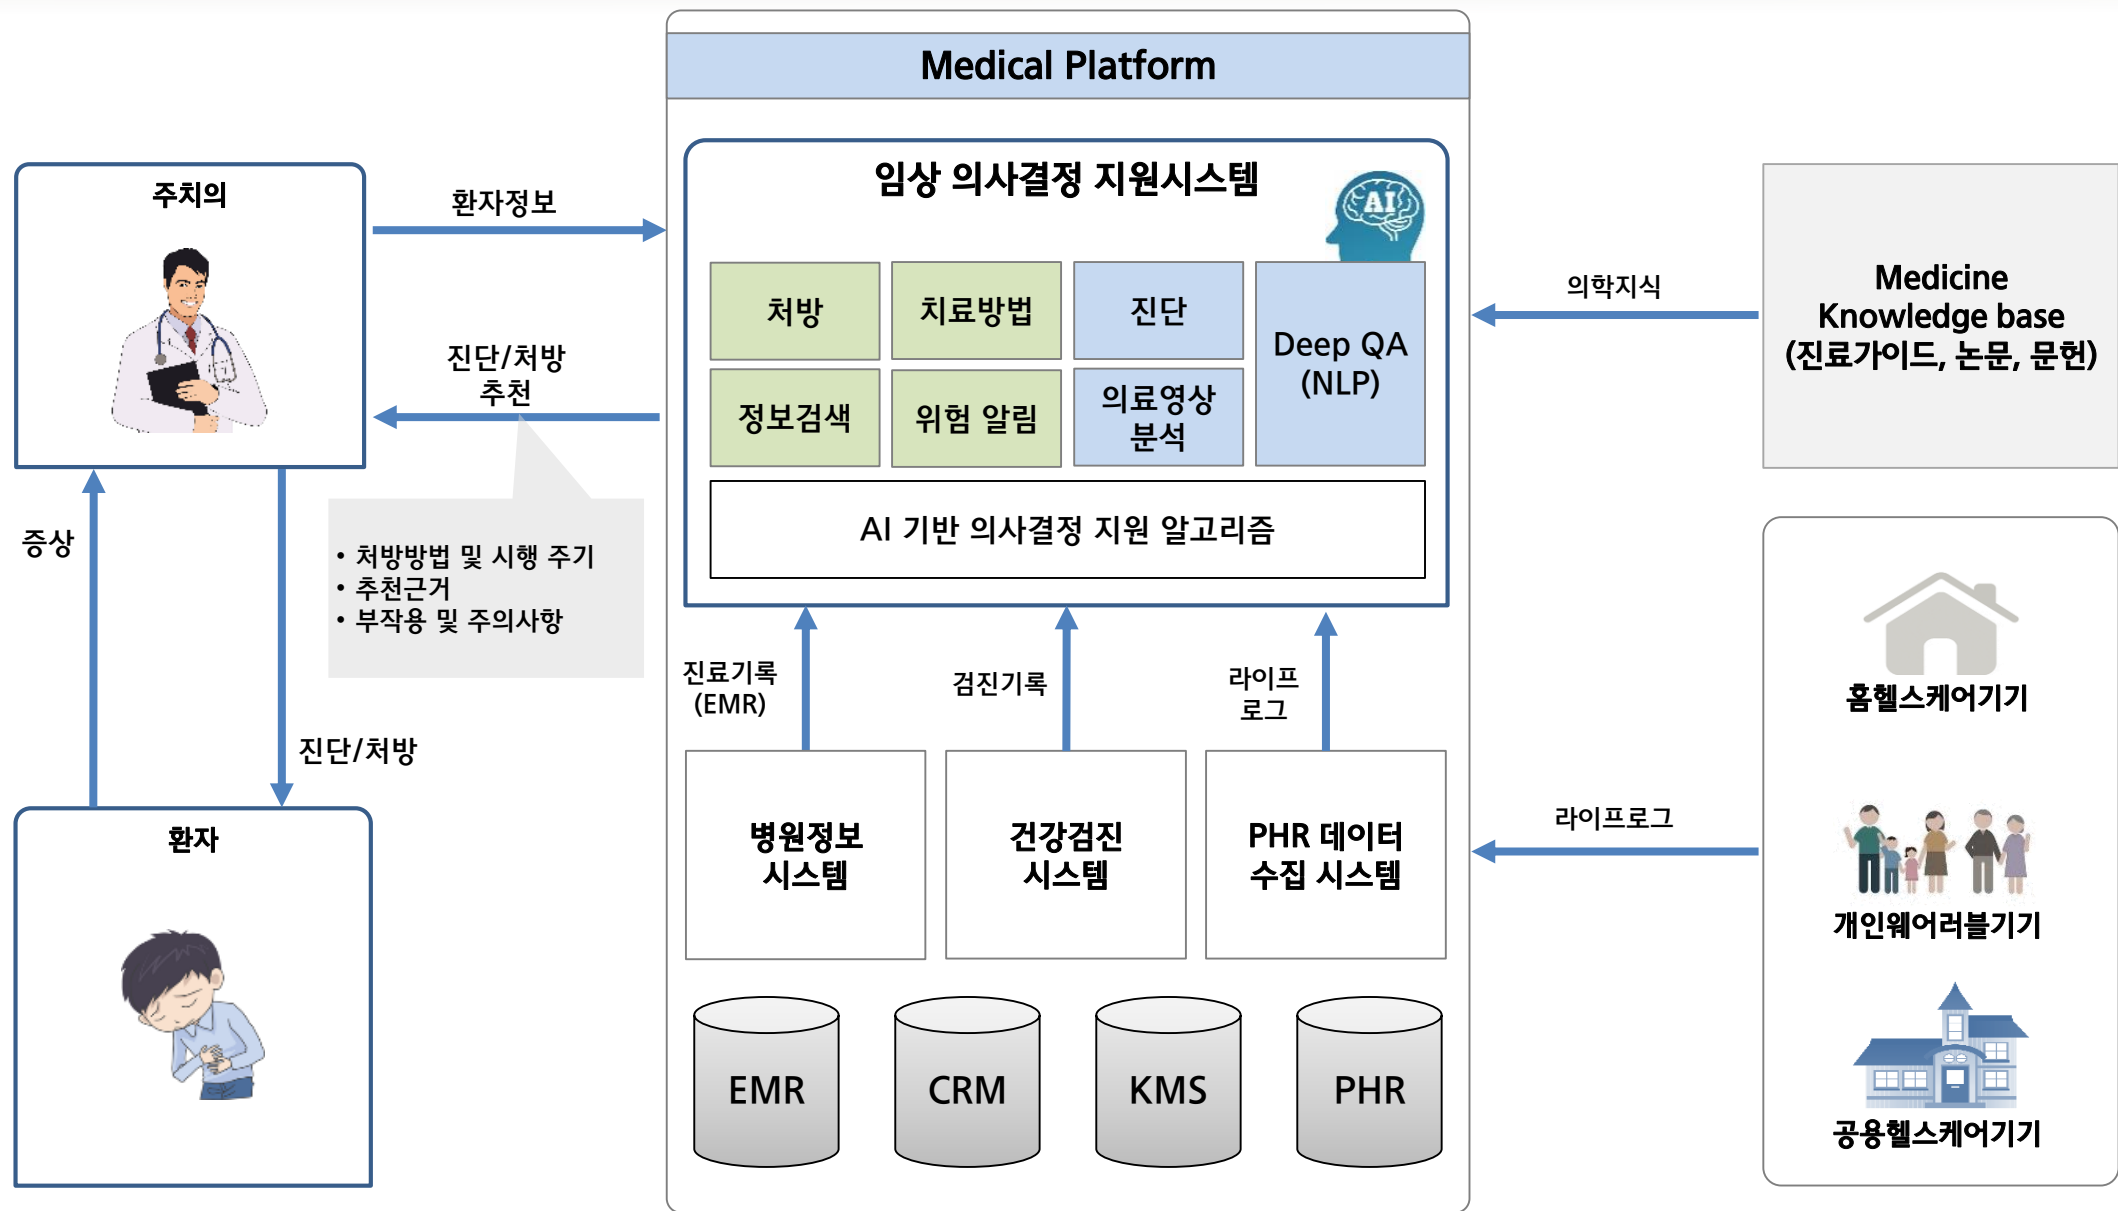 Medical Platform
주치의
환자정보
진단/처방
추천
• 처방방법 및 시행 주기
• 추천근거
• 부작용 및 주의사항
증상
진단/처방
환자
임상 의사결정 지원시스템
AI
처방
치료방법
진단
Deep QA
(NLP)
정보검색
위험 알림
의료영상
분석
AI 기반 의사결정 지원 알고리즘
진료기록
(EMR)
검진기록
라이프
로그
병원정보
시스템
건강검진
시스템
PHR 데이터
수집 시스템
EMR
CRM
KMS
PHR
의학지식
Medicine
Knowledge base
(진료가이드, 논문, 문헌)
라이프로그
홈헬스케어기기
개인웨어러블기기
공용헬스케어기기